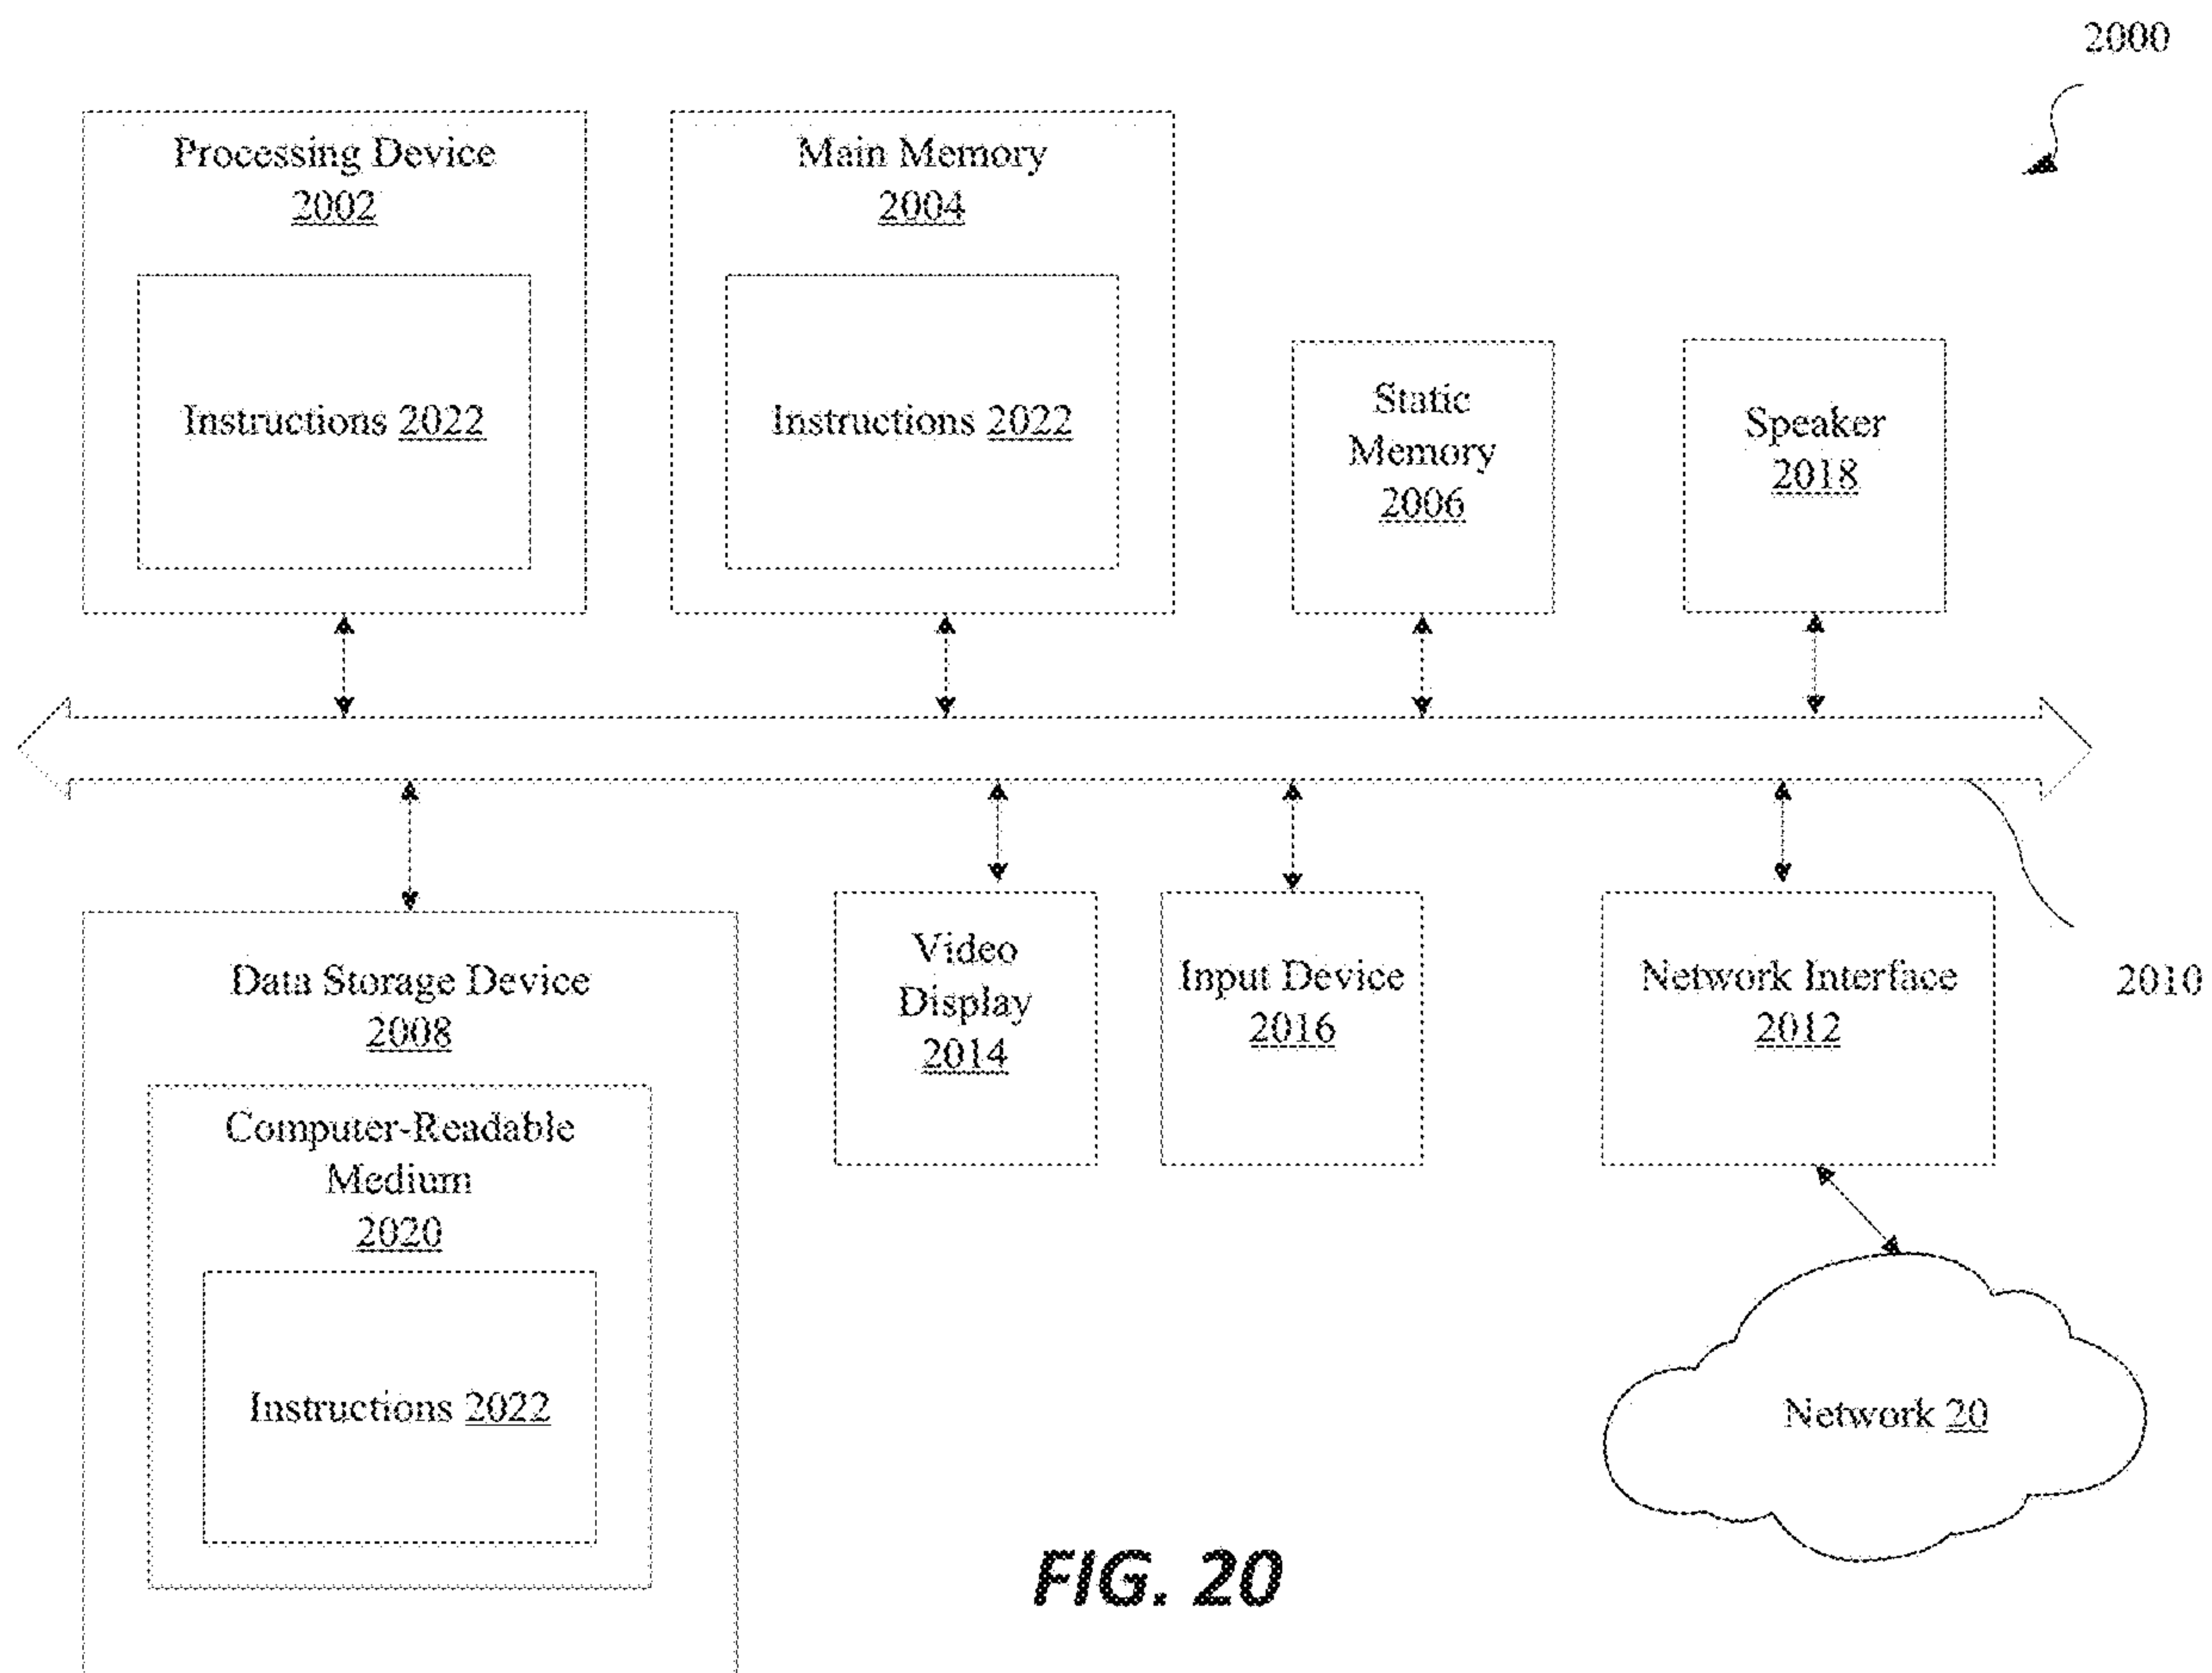 2000
Processing Device
2002
Instructions 2022
Main Memory
2004
Instructions 2022
Static
Memory
2006
Speaker
2018
2010
Data Storage Device
2008
Computer-Readable
Medium
2020
Instructions 2022
Video
Display
2014
Input Device
2016
Network Interface
2012
Network 20
FIG. 20